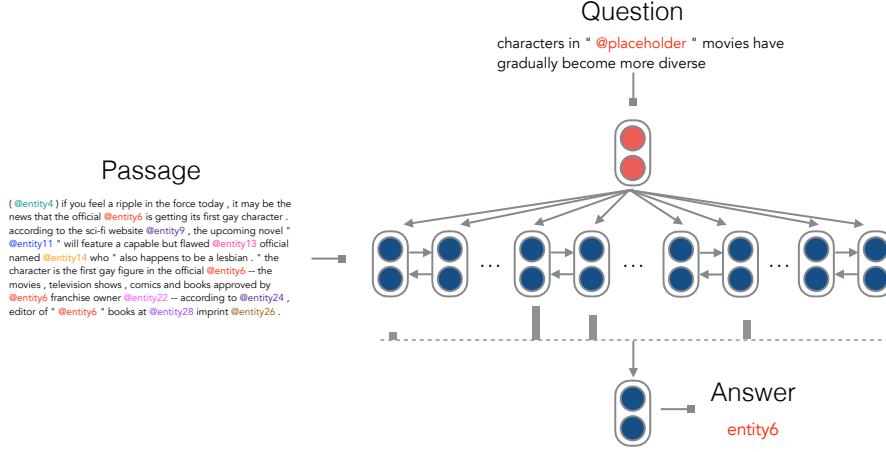 Question
characters in " @placeholder " movies have
gradually become more diverse
Passage
( @entity4 ) if you feel a ripple in the force today , it may be the
news that the official @entity6 is getting its first gay character .
according to the sci-fi website @entity9 , the upcoming novel "
@entity11 " will feature a capable but flawed @entity13 official
named @entity14 who " also happens to be a lesbian . " the
character is the first gay figure in the official @entity6 -- the
movies , television shows , comics and books approved by
@entity6 franchise owner @entity22 -- according to @entity24 ,
editor of " @entity6 " books at @entity28 imprint @entity26 .
... ... ...
Answer
entity6